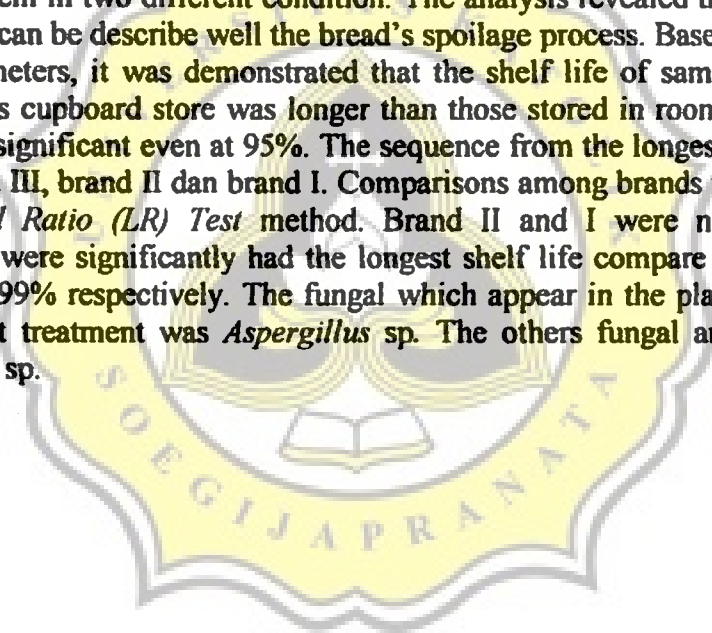 em in two different condition. The analysis revealed t
can be describe well the bread's spoilage process. Base
meters, it was demonstrated that the shelf life of sam
s cupboard store was longer than those stored in room
significant even at 95%. The sequence from the longes
III, brand II dan brand I. Comparisons among brands
Ratio (LR) Test method. Brand II and I were n
were significantly had the longest shelf life compare
99% respectively. The fungal which appear in the pla
t treatment was Aspergillus sp. The others fungal a
sp.
SOEGIJAPRANATA